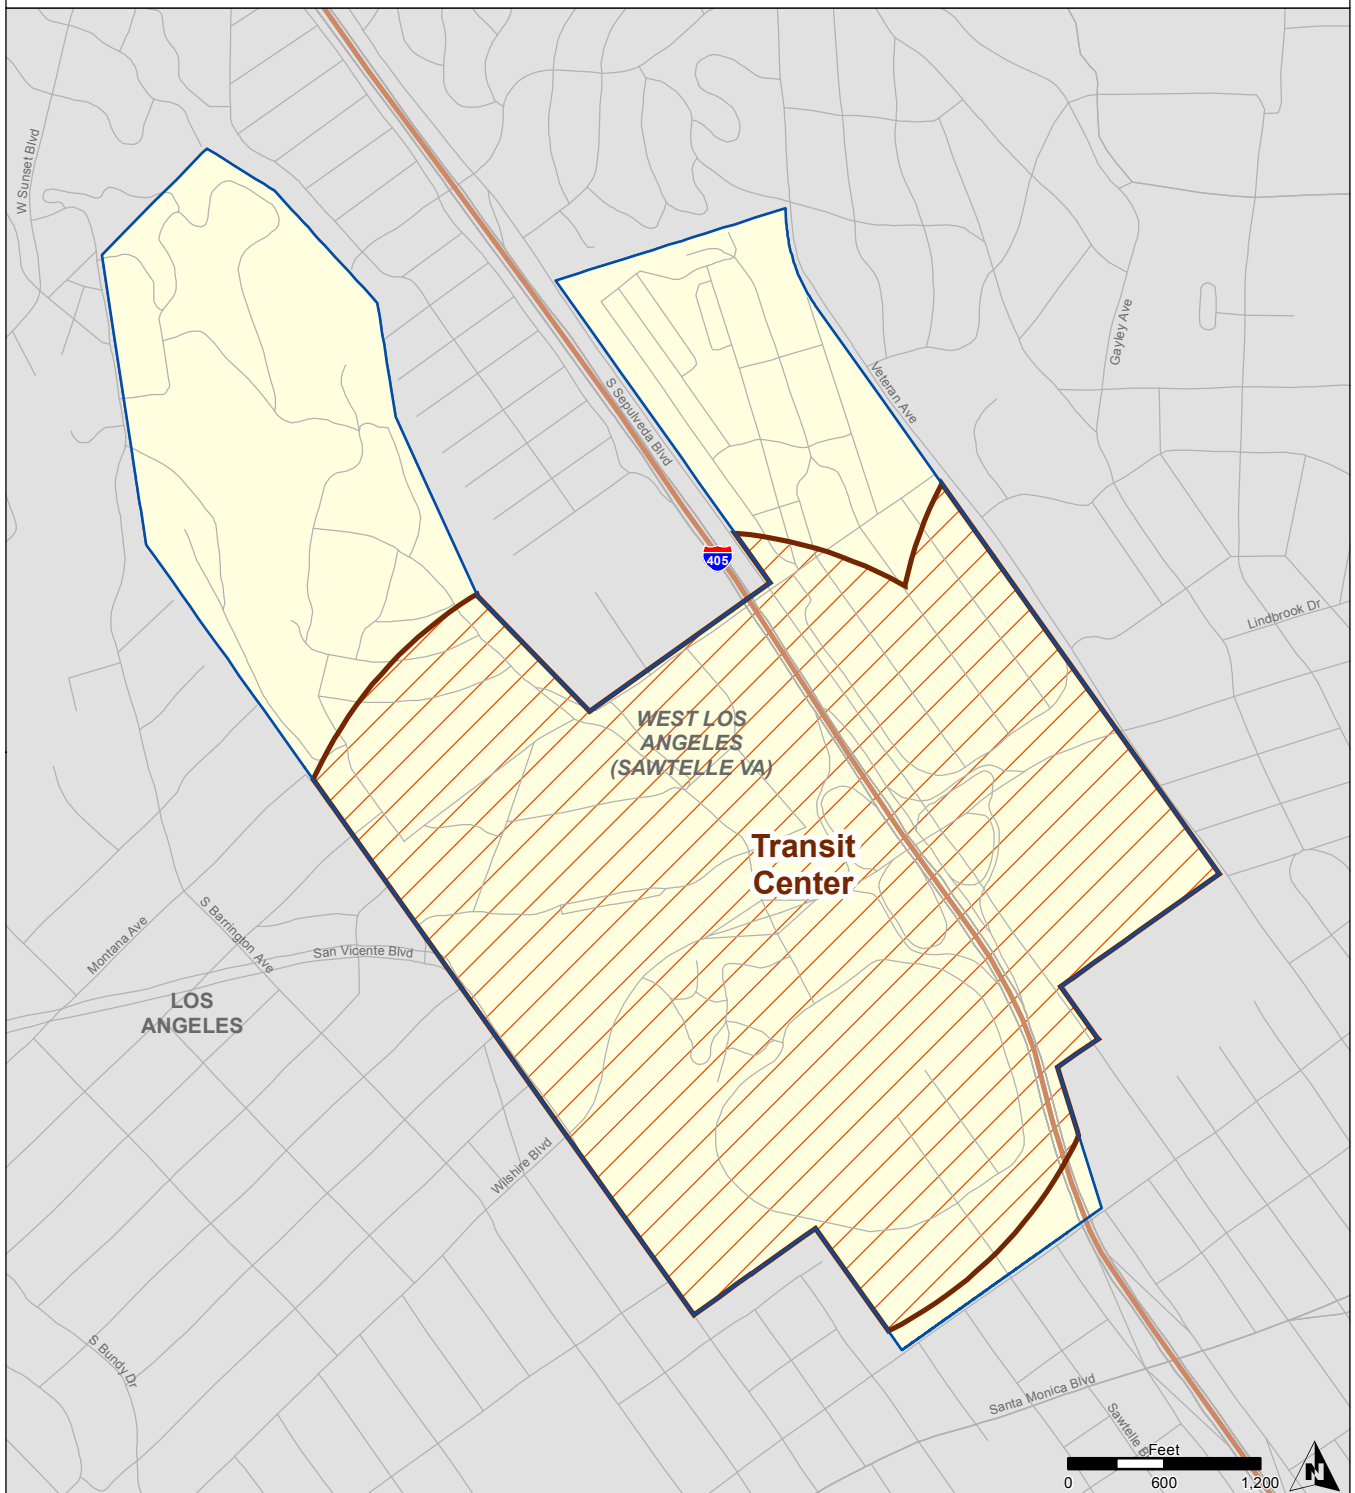 W Sunset Blvd
Gayley Ave
Veteran Ave
S Sepulveda Blvd
405
Lindbrook Dr
WEST LOS
ANGELES
(SAWTELLE VA)
Transit
Center
S Barrington Ave
Montana Ave
San Vicente Blvd
LOS
ANGELES
Wilshire Blvd
S Bundy Dr
Santa Monica Blvd
Sawtelle B
Feet
0 600 1,200
N